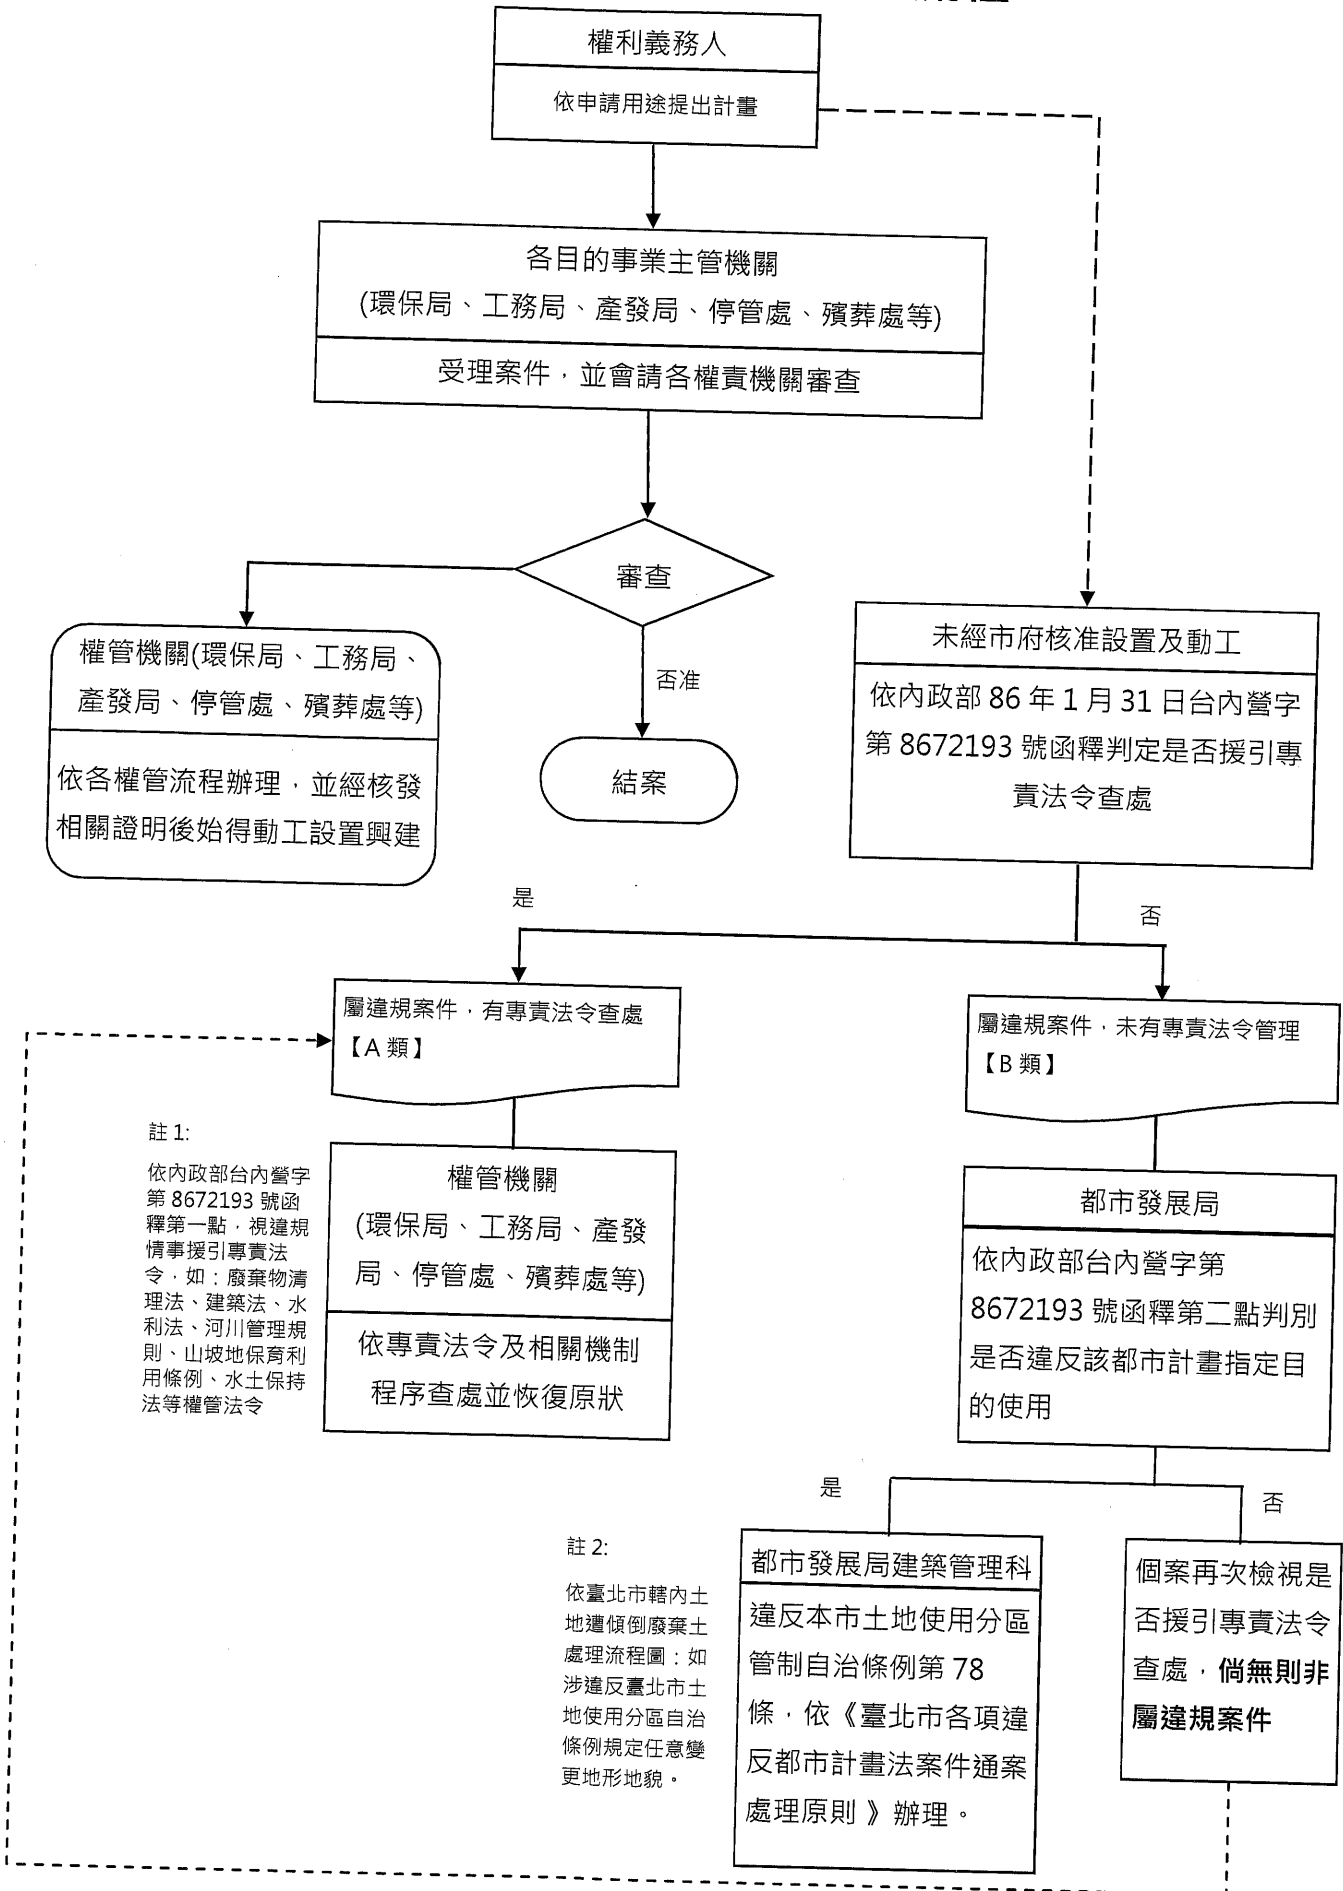 權利義務人
依申請用途提出計畫
各目的事業主管機關
(環保局、工務局、產發局、停管處、殯葬處等)
受理案件，並會請各權責機關審查
審查
權管機關(環保局、工務局、
產發局、停管處、殯葬處等)
依各權管流程辦理，並經核發
相關證明後始得動工設置興建
否准
結案
未經市府核准設置及動工
依內政部 86 年 1 月 31 日台內營字
第 8672193 號函釋判定是否援引專
責法令查處
是
否
屬違規案件，有專責法令查處
【A 類】
屬違規案件，未有專責法令管理
【B 類】
註 1:
依內政部台內營字
第 8672193 號函
釋第一點，視違規
情事援引專責法
令，如：廢棄物清
理法、建築法、水
利法、河川管理規
則、山坡地保育利
用條例、水土保持
法等權管法令
權管機關
(環保局、工務局、產發
局、停管處、殯葬處等)
依專責法令及相關機制
程序查處並恢復原狀
都市發展局
依內政部台內營字第
8672193 號函釋第二點判別
是否違反該都市計畫指定目
的使用
是
否
註 2:
依臺北市轄內土
地遭傾倒廢棄土
處理流程圖：如
涉違反臺北市土
地使用分區自治
條例規定任意變
更地形地貌。
都市發展局建築管理科
違反本市土地使用分區
管制自治條例第 78
條，依《臺北市各項違
反都市計畫法案件通案
處理原則》辦理。
個案再次檢視是
否援引專責法令
查處，倘無則非
屬違規案件